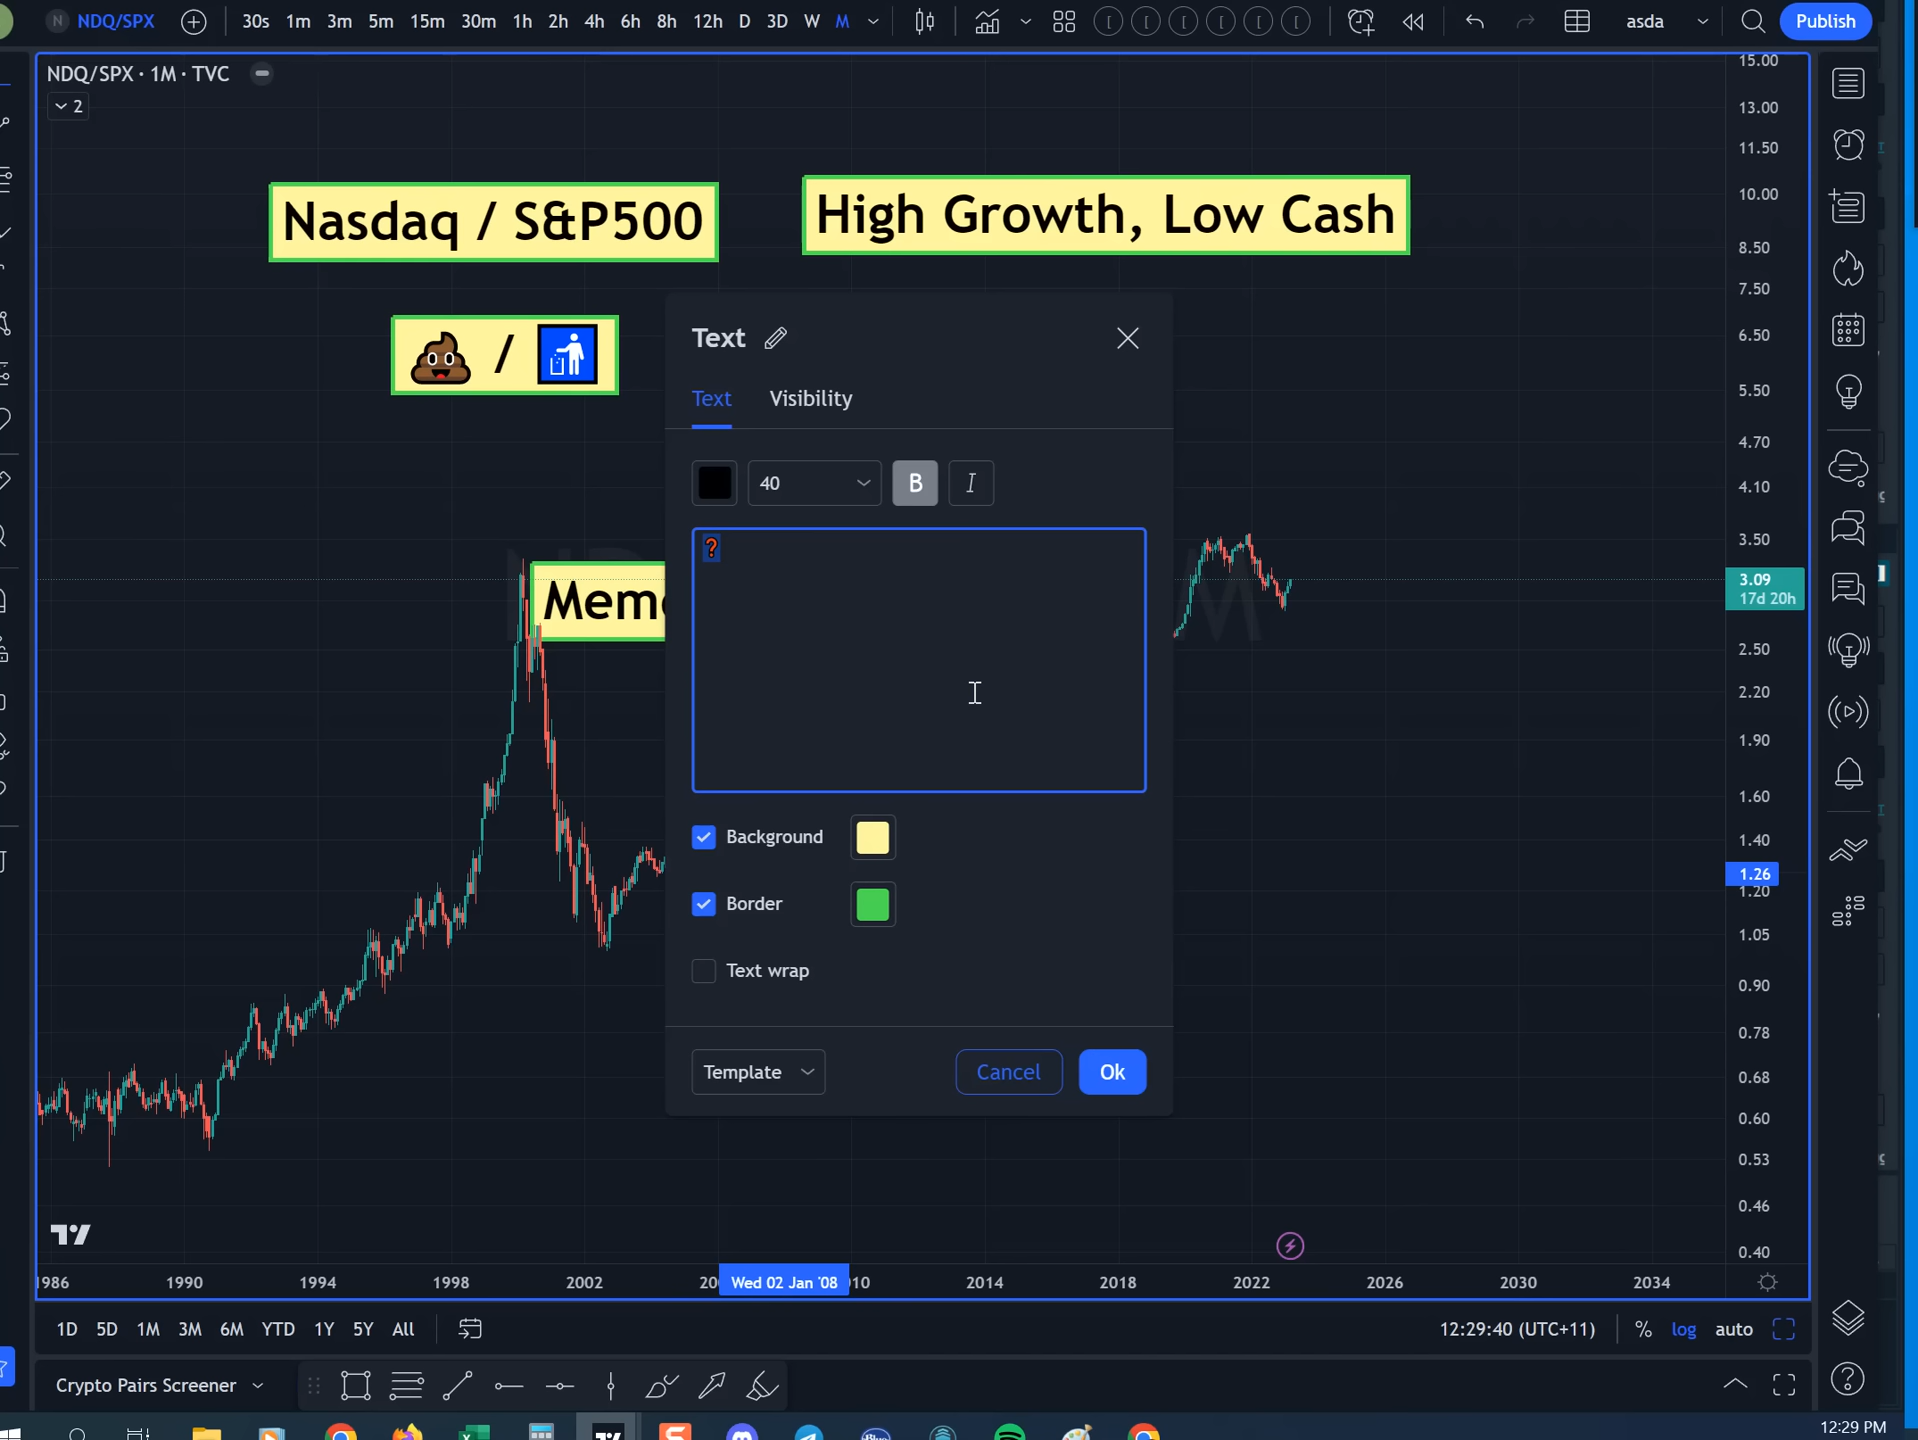 NDQ/SPX 30s 1m 3m 5m 15m 30m 1h 2h 4h 6h 8h 12h D 3D W M asda Publish
NDQ/SPX · 1M · TVC
2
Nasdaq / S&P500
High Growth, Low Cash
💩 / 🚮
Meme
Text
Text Visibility
40 B I
?
Background
Border
Text wrap
Template Cancel Ok
15.00
13.00
11.50
10.00
8.50
7.50
6.50
5.50
4.70
4.10
3.50
3.09
17d 20h
2.50
2.20
1.90
1.60
1.40
1.26
1.20
1.05
0.90
0.78
0.68
0.60
0.53
0.46
0.40
1986 1990 1994 1998 2002 Wed 02 Jan '08 10 2014 2018 2022 2026 2030 2034
1D 5D 1M 3M 6M YTD 1Y 5Y All 12:29:40 (UTC+11) % log auto
Crypto Pairs Screener
12:29 PM